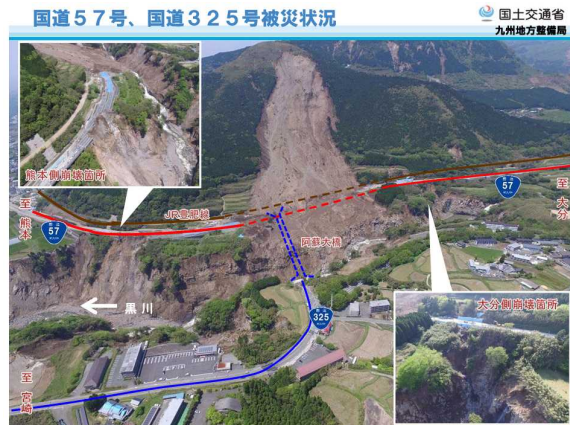 国道57号、国道325号被災状況
国土交通省
九州地方整備局
熊本側崩壊箇所
至 熊本
57
JR豊肥線
57
至 大分
阿蘇大橋
黒川
325
大分側崩壊箇所
至 宮崎